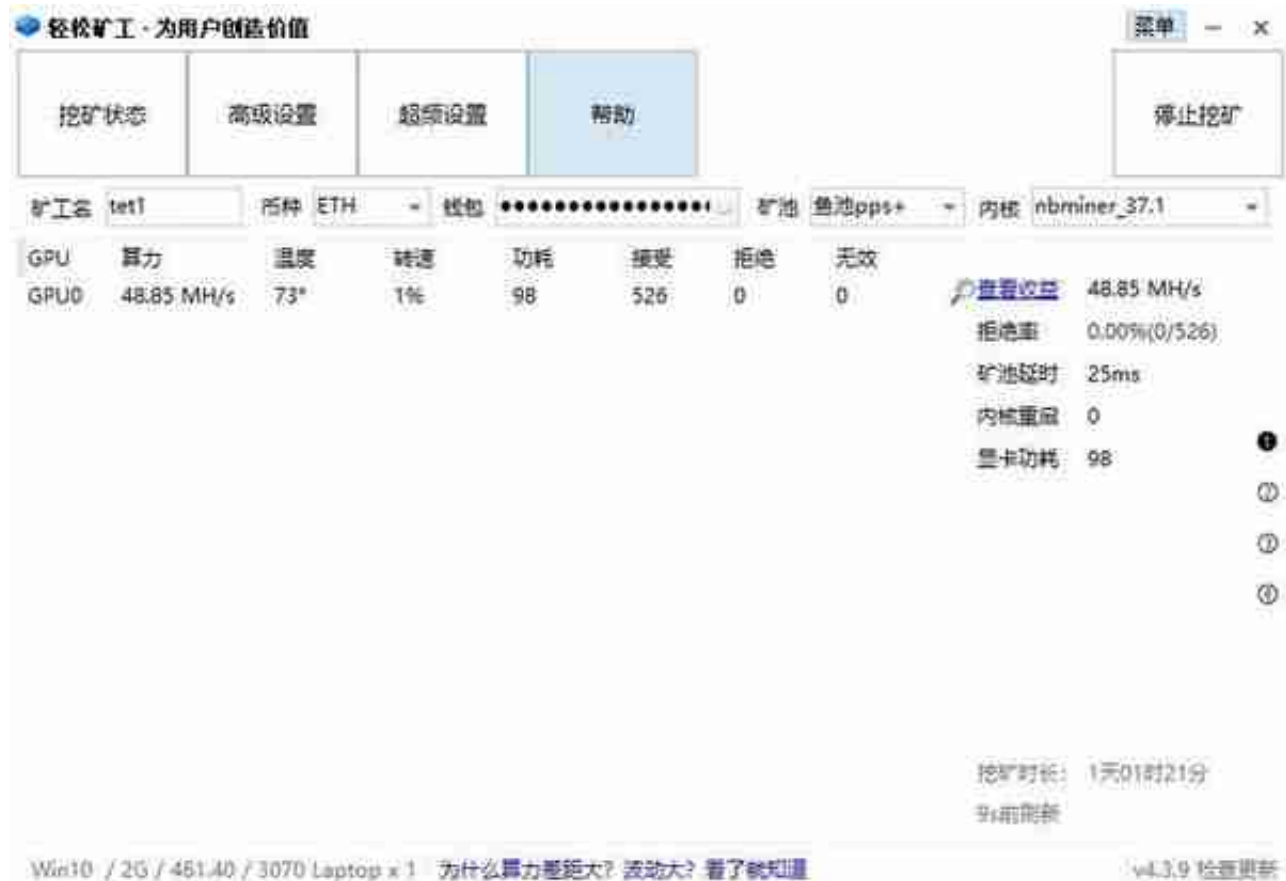 轻松矿工 · 为用户创造价值 菜单
挖矿状态 高级设置 超频设置 帮助 停止挖矿
矿工名 tet1 币种 ETH 钱包 ●●●●●●●●●●●●●●●●● ... 矿池 鱼池pps+ 内核 nbminer_37.1
GPU 算力 温度 转速 功耗 接受 拒绝 无效
GPU0 48.85 MH/s 73° 1% 98 526 0 0
查看收益 48.85 MH/s
拒绝率 0.00%(0/526)
矿池延时 25ms
内核重启 0
显卡功耗 98
挖矿时长: 1天01时21分
9s前刷新
Win10 / 2G / 461.40 / 3070 Laptop x 1 为什么算力差距大? 波动大? 看了就知道 v4.3.9 检查更新